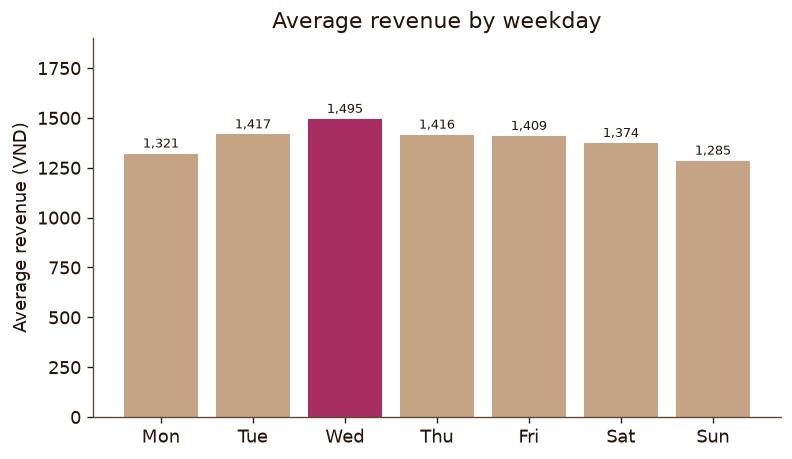 Average revenue by weekday
Average revenue (VND)
1750
1500
1250
1000
750
500
250
0
1,321
1,417
1,495
1,416
1,409
1,374
1,285
Mon
Tue
Wed
Thu
Fri
Sat
Sun